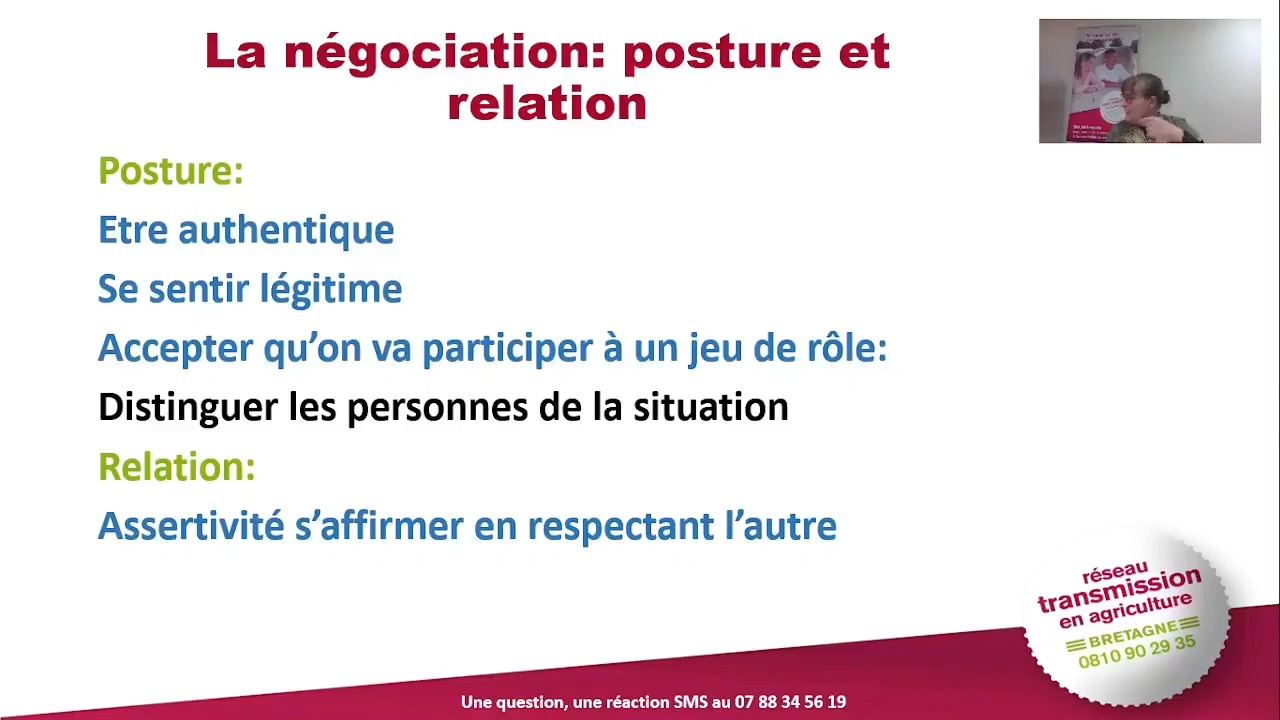 La négociation: posture et
relation
Posture:
Etre authentique
Se sentir légitime
Accepter qu’on va participer à un jeu de rôle:
Distinguer les personnes de la situation
Relation:
Assertivité s’affirmer en respectant l’autre
réseau
transmission
en agriculture
BRETAGNE
0810 90 29 35
Une question, une réaction SMS au 07 88 34 56 19